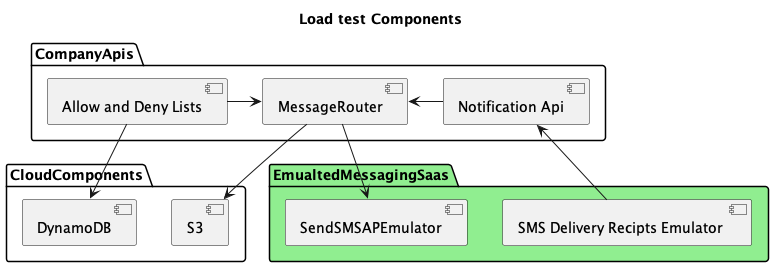 Load test Components
CompanyApis
Allow and Deny Lists
MessageRouter
Notification Api
CloudComponents
DynamoDB
S3
EmualtedMessagingSaas
SendSMSAPEmulator
SMS Delivery Recipts Emulator